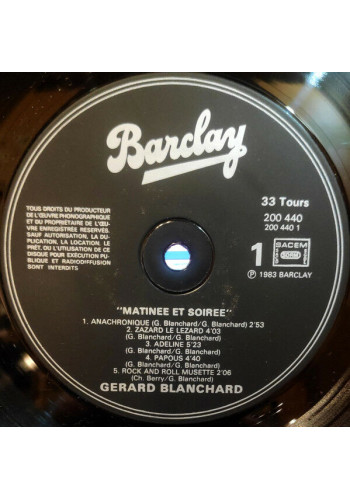 Barclay
33 Tours
200 440
200 440 1
1
SACEM
SDRM
℗ 1983 BARCLAY
TOUS DROITS DU PRODUCTEUR
DE L'ŒUVRE PHONOGRAPHIQUE
ET DU PROPRIÉTAIRE DE L'Œ
UVRE ENREGISTRÉE RÉSERVES.
SAUF AUTORISATION, LA DU-
PLICATION, LA LOCATION, LE
PRÊT, OU L'UTILISATION DE CE
DISQUE POUR EXÉCUTION PU-
BLIQUE ET RADIODIFFUSION
SONT INTERDITS
"MATINEE ET SOIREE"
1. ANACHRONIQUE (G. Blanchard/G. Blanchard) 2'53
2. ZAZARD LE LEZARD 4'03
(G. Blanchard/G. Blanchard)
3. ADELINE 5'23
(G. Blanchard/G. Blanchard)
4. PAPOUS 4'40
(G. Blanchard/G. Blanchard)
5. ROCK AND ROLL MUSETTE 2'06
(Ch. Berry/G. Blanchard)
GERARD BLANCHARD